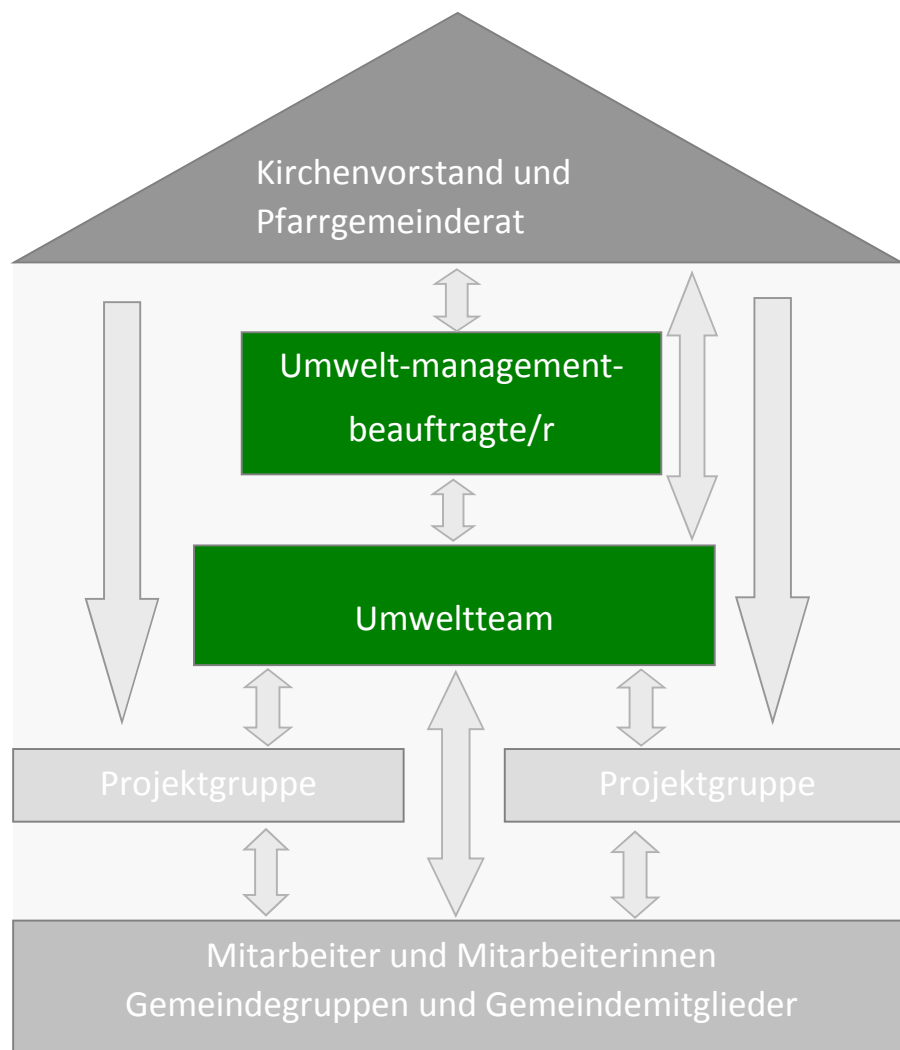 Kirchenvorstand und
Pfarrgemeinderat
Umwelt-management-
beauftragte/r
Umweltteam
Projektgruppe
Projektgruppe
Mitarbeiter und Mitarbeiterinnen
Gemeindegruppen und Gemeindemitglieder